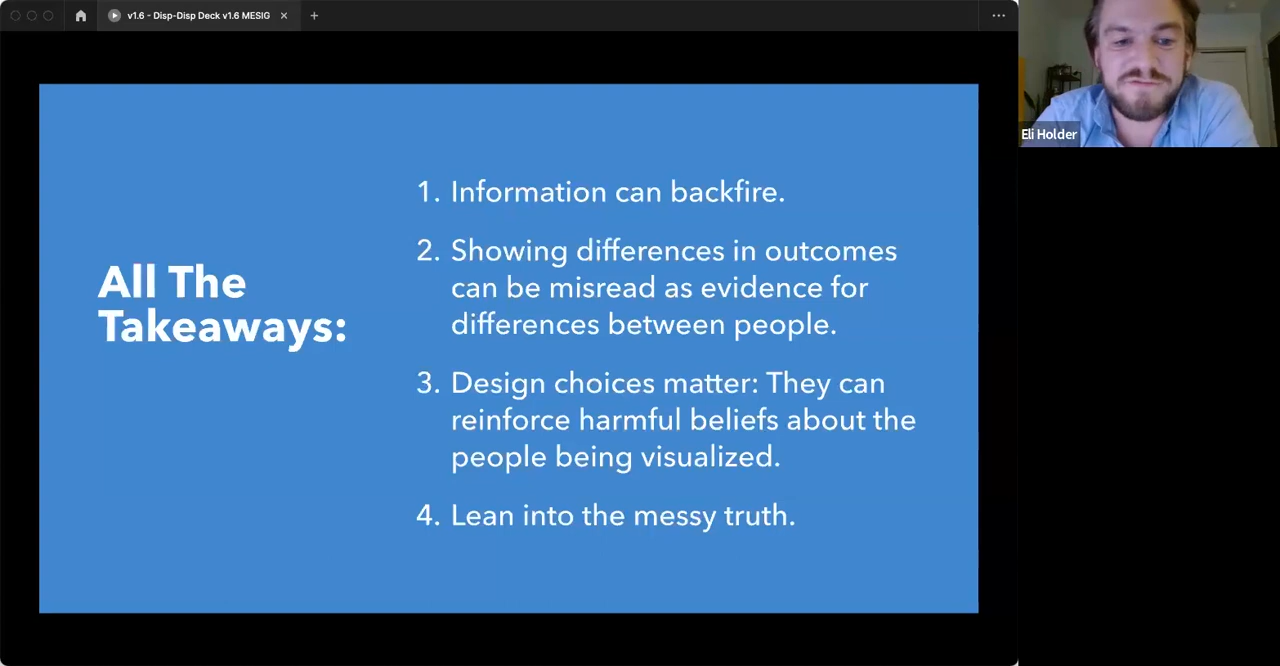 v1.6 - Disp-Disp Deck v1.6 MESIG
Eli Holder
All The
Takeaways:
1. Information can backfire.
2. Showing differences in outcomes
can be misread as evidence for
differences between people.
3. Design choices matter: They can
reinforce harmful beliefs about the
people being visualized.
4. Lean into the messy truth.